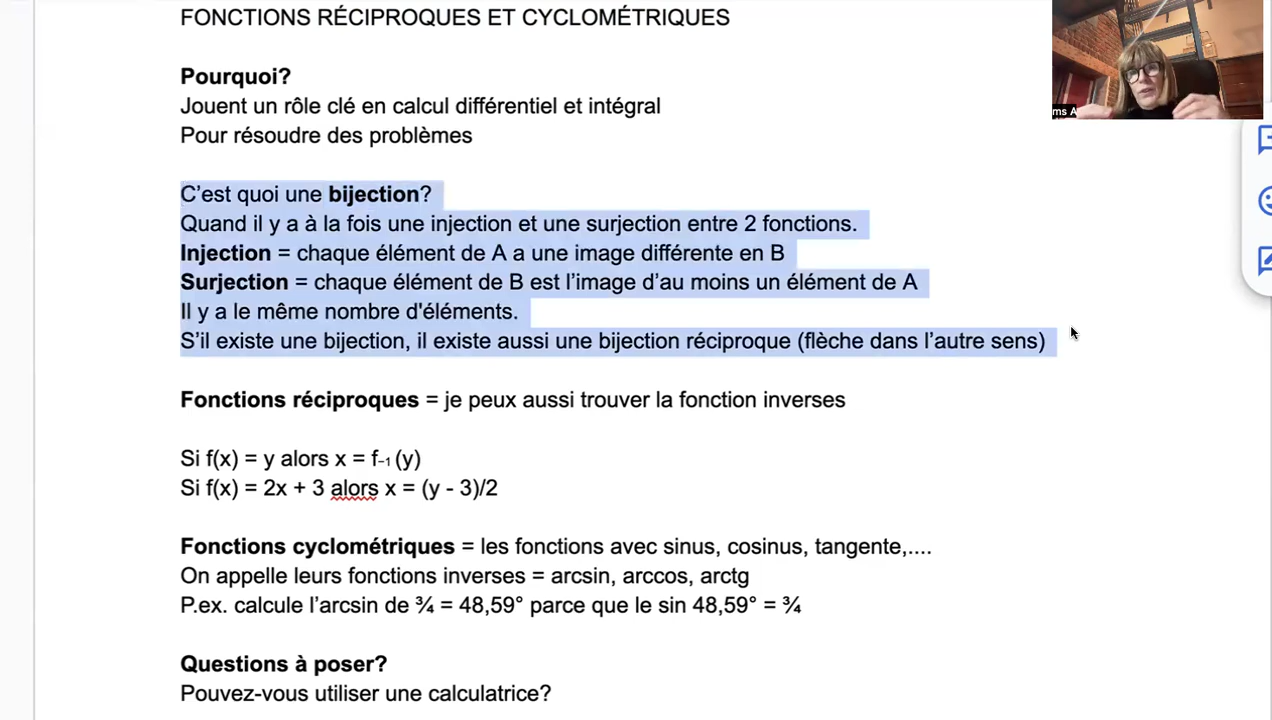 FONCTIONS RÉCIPROQUES ET CYCLOMÉTRIQUES
Pourquoi?
Jouent un rôle clé en calcul différentiel et intégral
Pour résoudre des problèmes
C'est quoi une bijection?
Quand il y a à la fois une injection et une surjection entre 2 fonctions.
Injection = chaque élément de A a une image différente en B
Surjection = chaque élément de B est l'image d'au moins un élément de A
Il y a le même nombre d'éléments.
S'il existe une bijection, il existe aussi une bijection réciproque (flèche dans l'autre sens)
Fonctions réciproques = je peux aussi trouver la fonction inverses
Si f(x) = y alors x = f₋₁ (y)
Si f(x) = 2x + 3 alors x = (y - 3)/2
Fonctions cyclométriques = les fonctions avec sinus, cosinus, tangente,....
On appelle leurs fonctions inverses = arcsin, arccos, arctg
P.ex. calcule l'arcsin de ¾ = 48,59° parce que le sin 48,59° = ¾
Questions à poser?
Pouvez-vous utiliser une calculatrice?
ms A